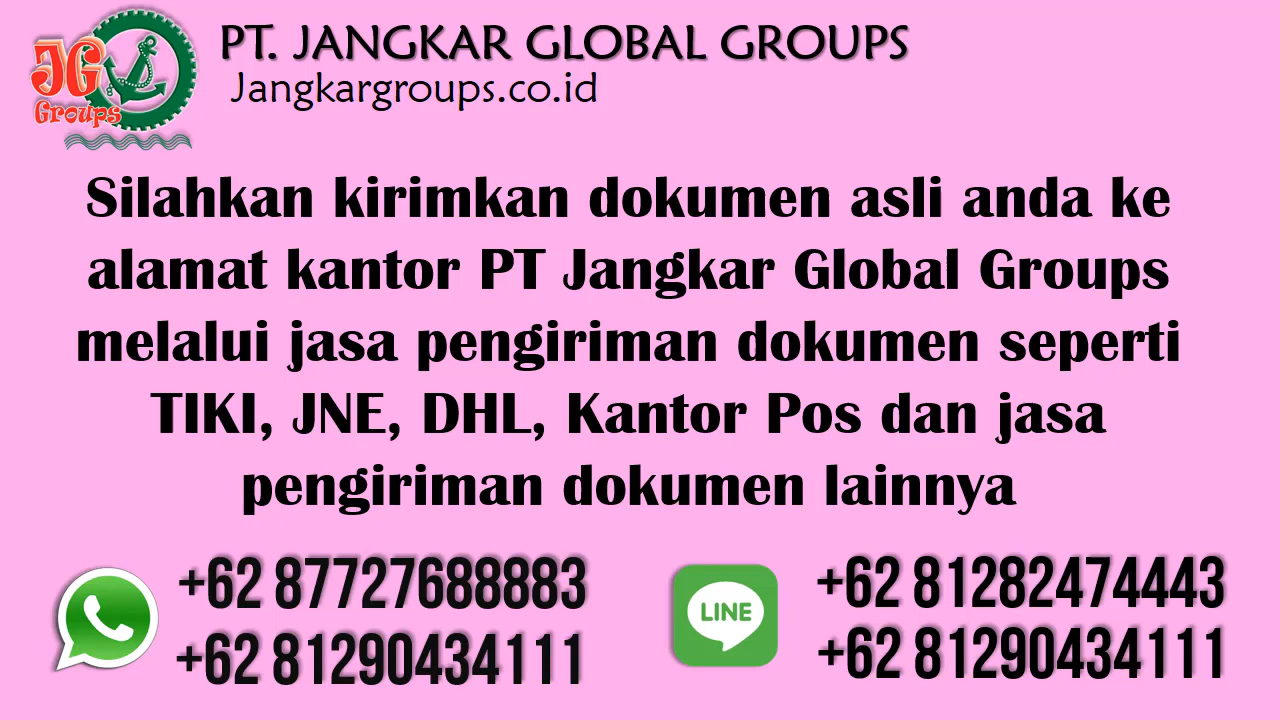 JG
Groups
PT. JANGKAR GLOBAL GROUPS
Jangkargroups.co.id
Silahkan kirimkan dokumen asli anda ke
alamat kantor PT Jangkar Global Groups
melalui jasa pengiriman dokumen seperti
TIKI, JNE, DHL, Kantor Pos dan jasa
pengiriman dokumen lainnya
+62 87727688883
+62 81290434111
LINE
+62 81282474443
+62 81290434111